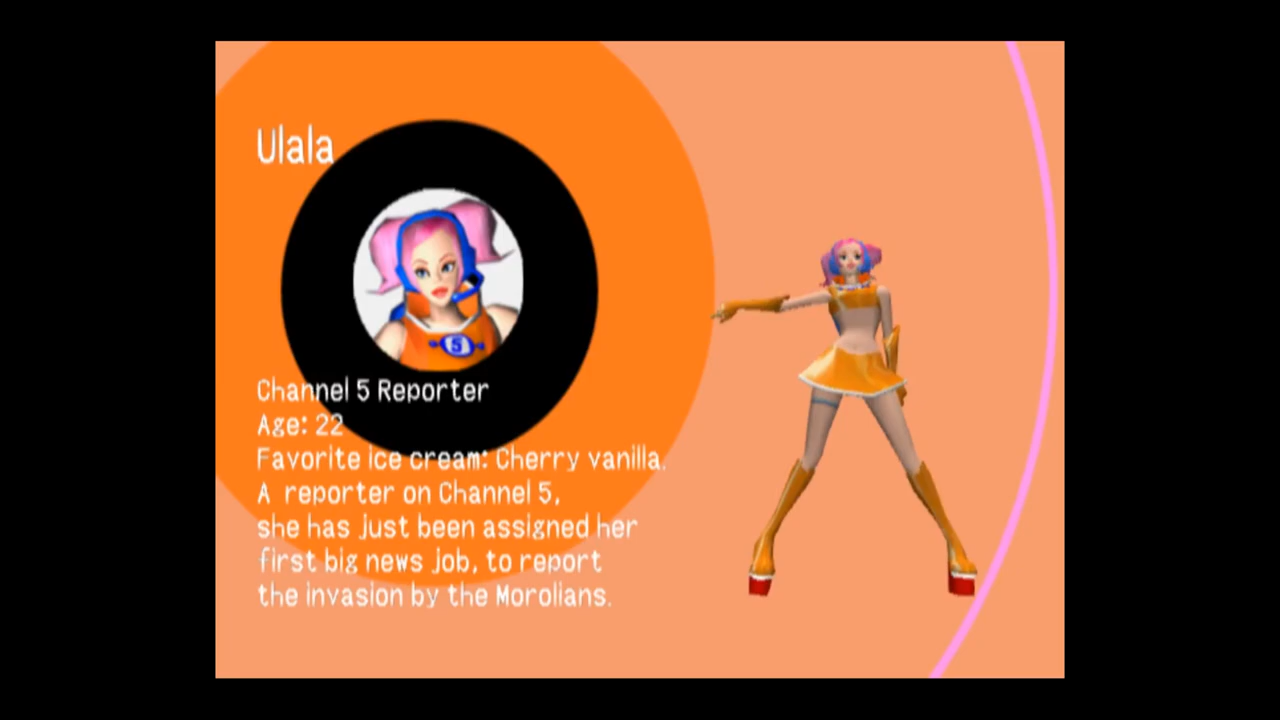 Ulala
5
Channel 5 Reporter
Age: 22
Favorite ice cream: Cherry vanilla.
A reporter on Channel 5,
she has just been assigned her
first big news job, to report
the invasion by the Morolians.